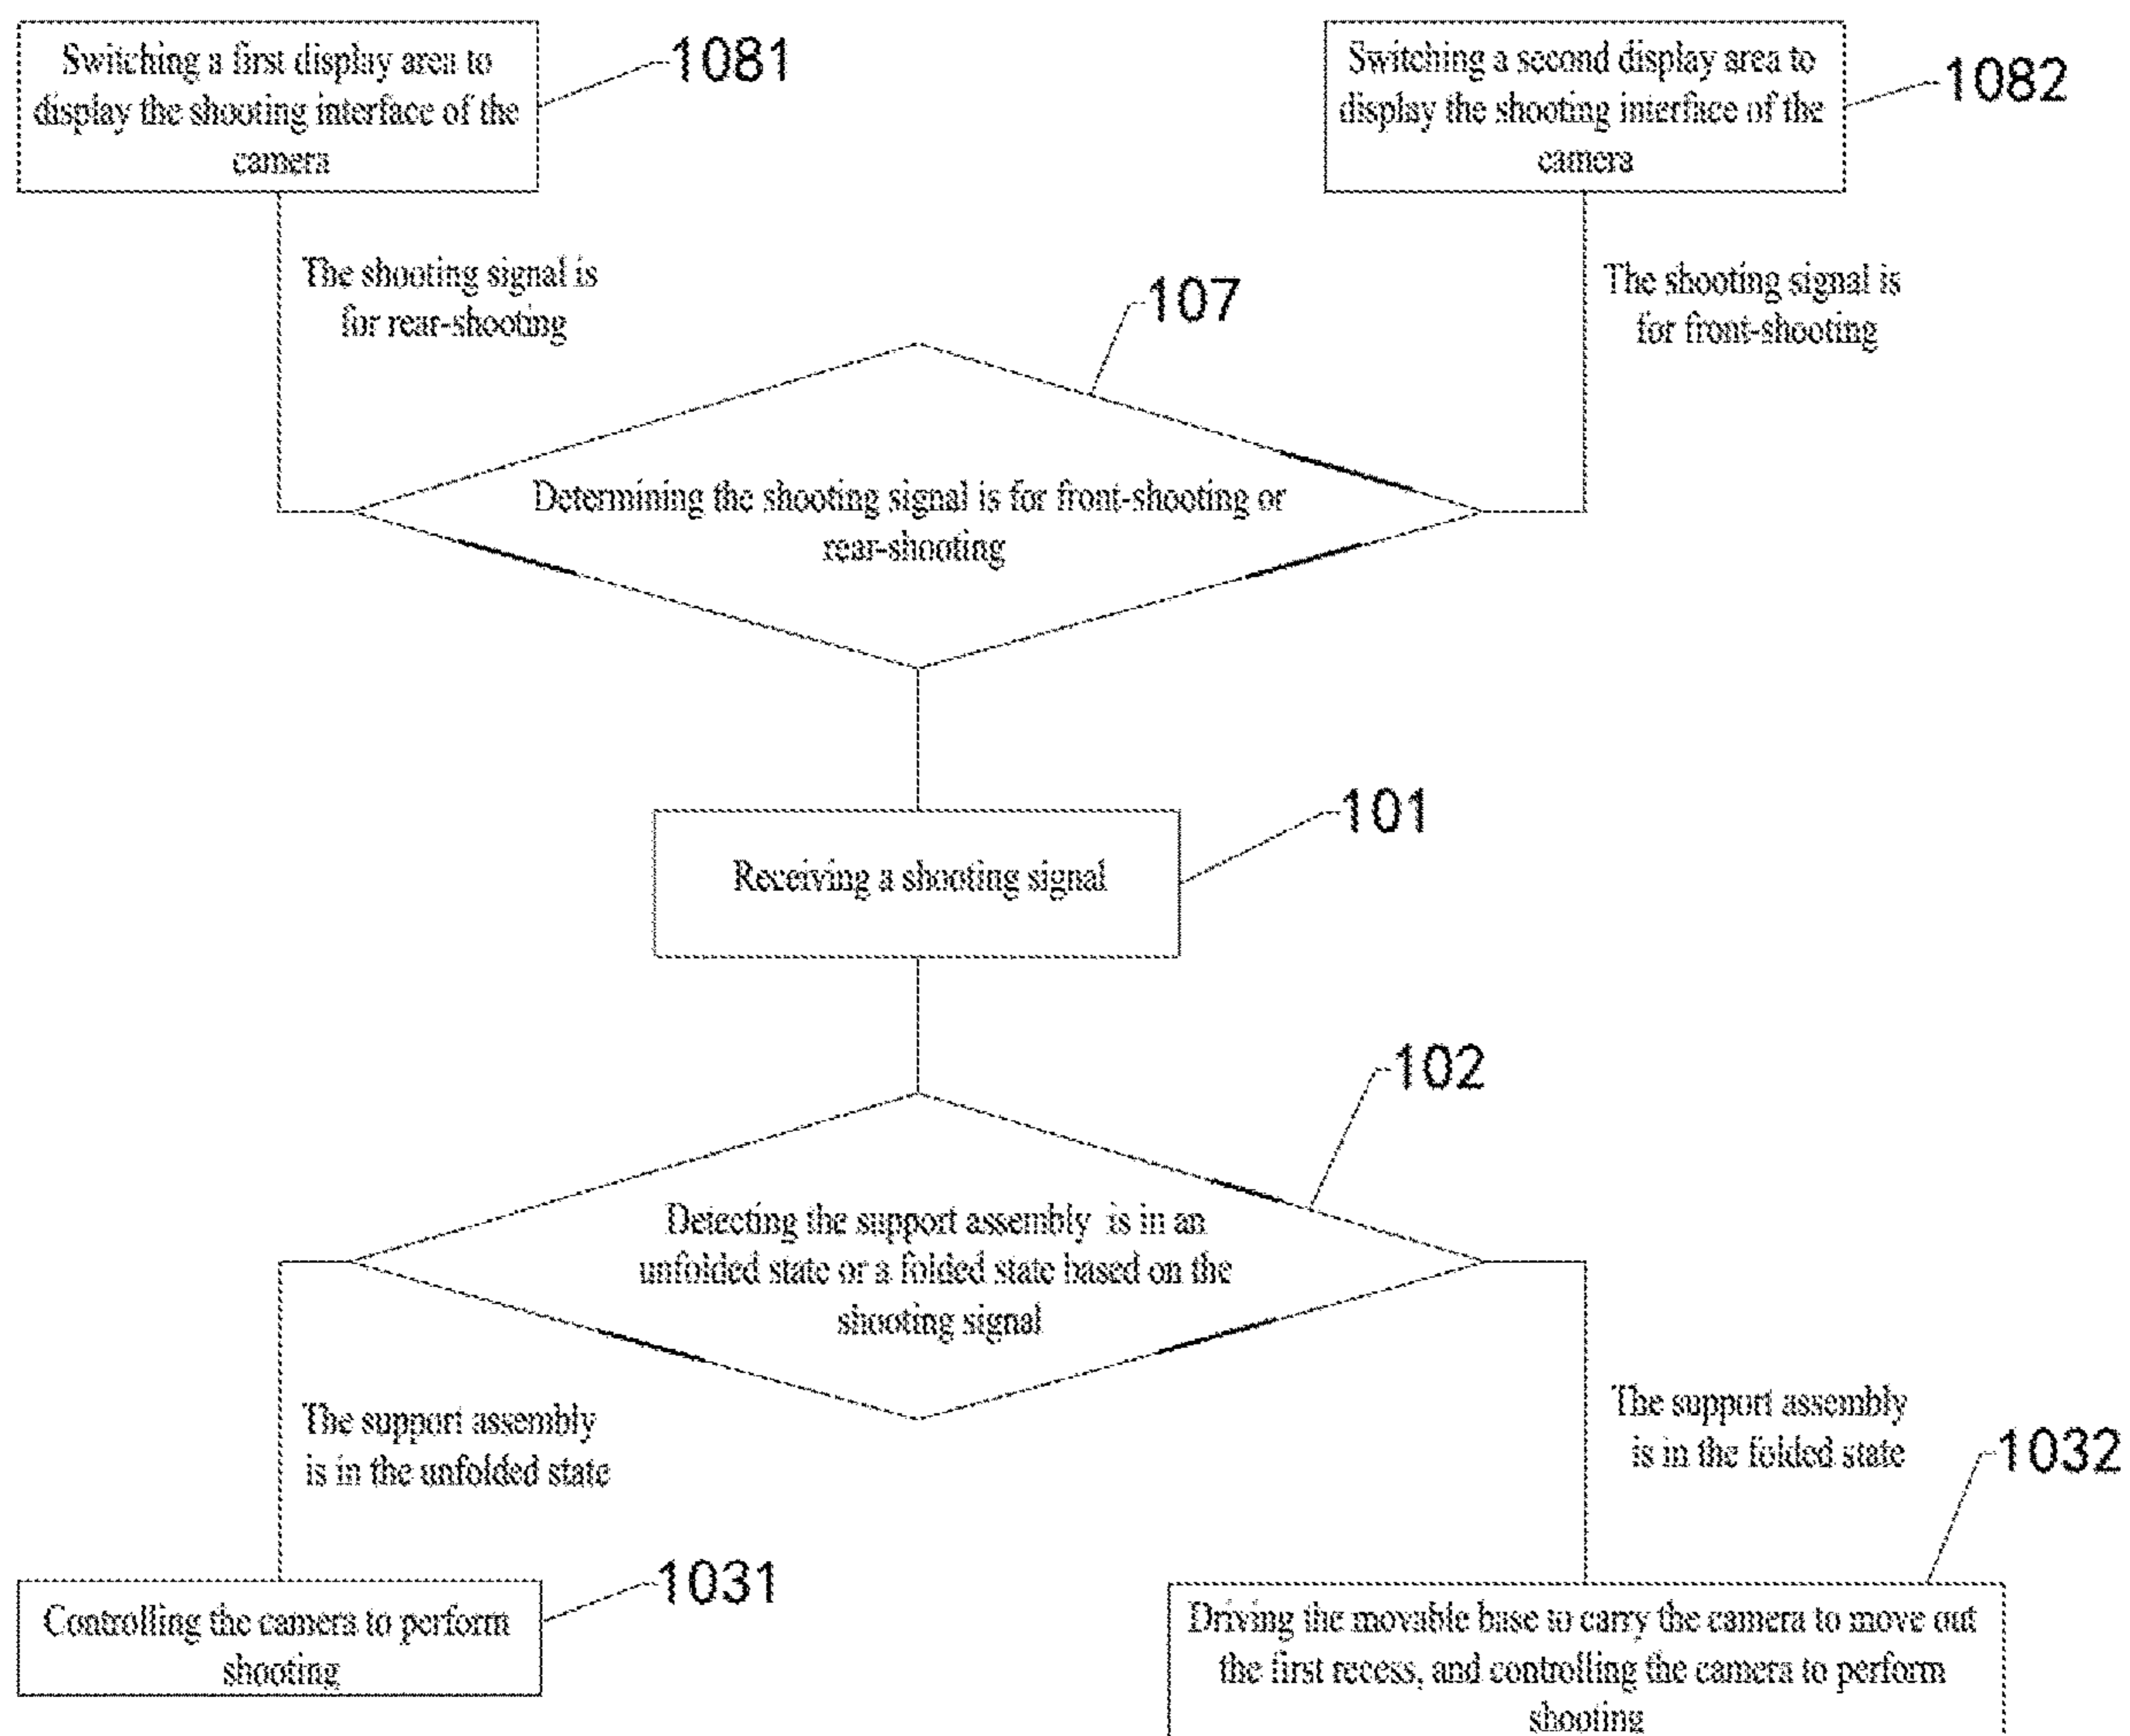 Switching a first display area to
display the shooting interface of the
camera
1081
Switching a second display area to
display the shooting interface of the
camera
1082
The shooting signal is
for rear-shooting
107
The shooting signal is
for front-shooting
Determining the shooting signal is for front-shooting or
rear-shooting
101
Receiving a shooting signal
102
Detecting the support assembly is in an
unfolded state or a folded state based on the
shooting signal
The support assembly
is in the unfolded state
The support assembly
is in the folded state
1032
1031
Controlling the camera to perform
shooting
Driving the movable base to carry the camera to move out
the first recess, and controlling the camera to perform
shooting